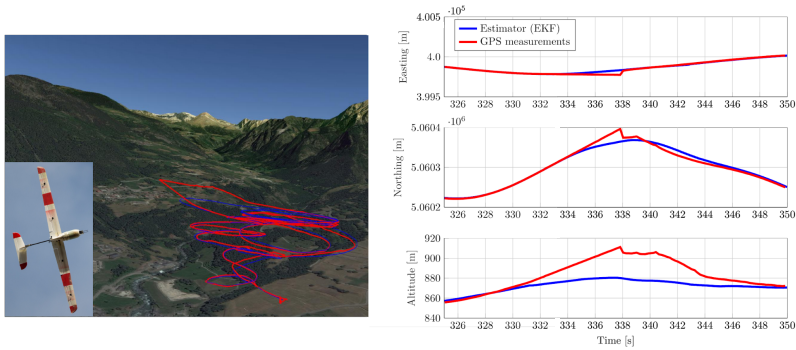 ·10⁵
4.005
4.0
3.995
Easting [m]
Estimator (EKF)
GPS measurements
326 328 330 332 334 336 338 340 342 344 346 348 350
·10⁶
5.0604
5.0603
5.0602
Northing [m]
326 328 330 332 334 336 338 340 342 344 346 348 350
920
900
880
860
840
Altitude [m]
326 328 330 332 334 336 338 340 342 344 346 348 350
Time [s]